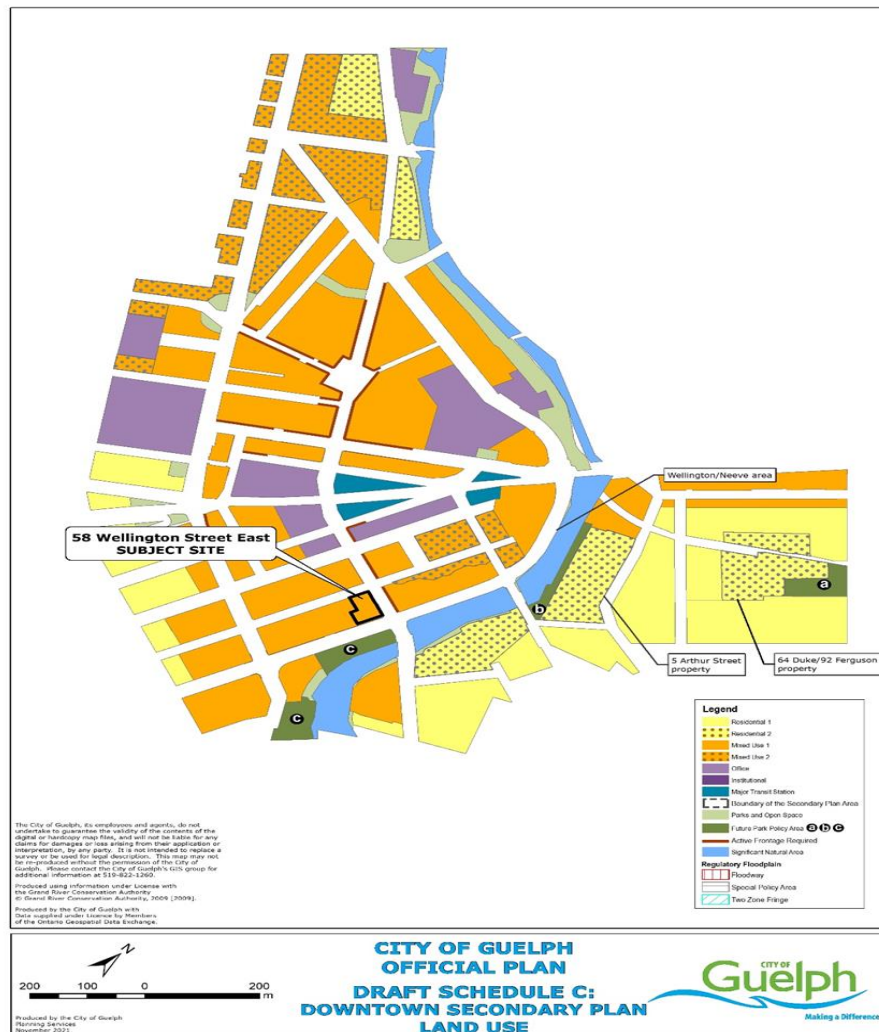 Wellington/Neeve area
58 Wellington Street East
SUBJECT SITE
a
b
c
c
5 Arthur Street
property
64 Duke/92 Ferguson
property
Legend
Residential 1
Residential 2
Mixed Use 1
Mixed Use 2
Office
Institutional
Major Transit Station
Boundary of the Secondary Plan Area
Parks and Open Space
Future Park Policy Area a b c
Active Frontage Required
Significant Natural Area
Regulatory Floodplain
Floodway
Special Policy Area
Two Zone Fringe
The City of Guelph, its employees and agents, do not
undertake to guarantee the validity of the contents of the
digital or hardcopy map files, and will not be liable for any
claims for damages or loss arising from their application or
interpretation, by any party. It is not intended to replace a
survey or be used for legal description. This map may not
be re-produced without the permission of the City of
Guelph. Please contact the City of Guelph's GIS group for
additional information at 519-822-1260.
Produced using information under License with
the Grand River Conservation Authority
© Grand River Conservation Authority, 2009 [2009].
Produced by the City of Guelph with
Data supplied under Licence by Members
of the Ontario Geospatial Data Exchange.
N
200 100 0 200
m
Produced by the City of Guelph
Planning Services
November 2021
CITY OF GUELPH
OFFICIAL PLAN
DRAFT SCHEDULE C:
DOWNTOWN SECONDARY PLAN
LAND USE
CITY OF
Guelph
Making a Difference